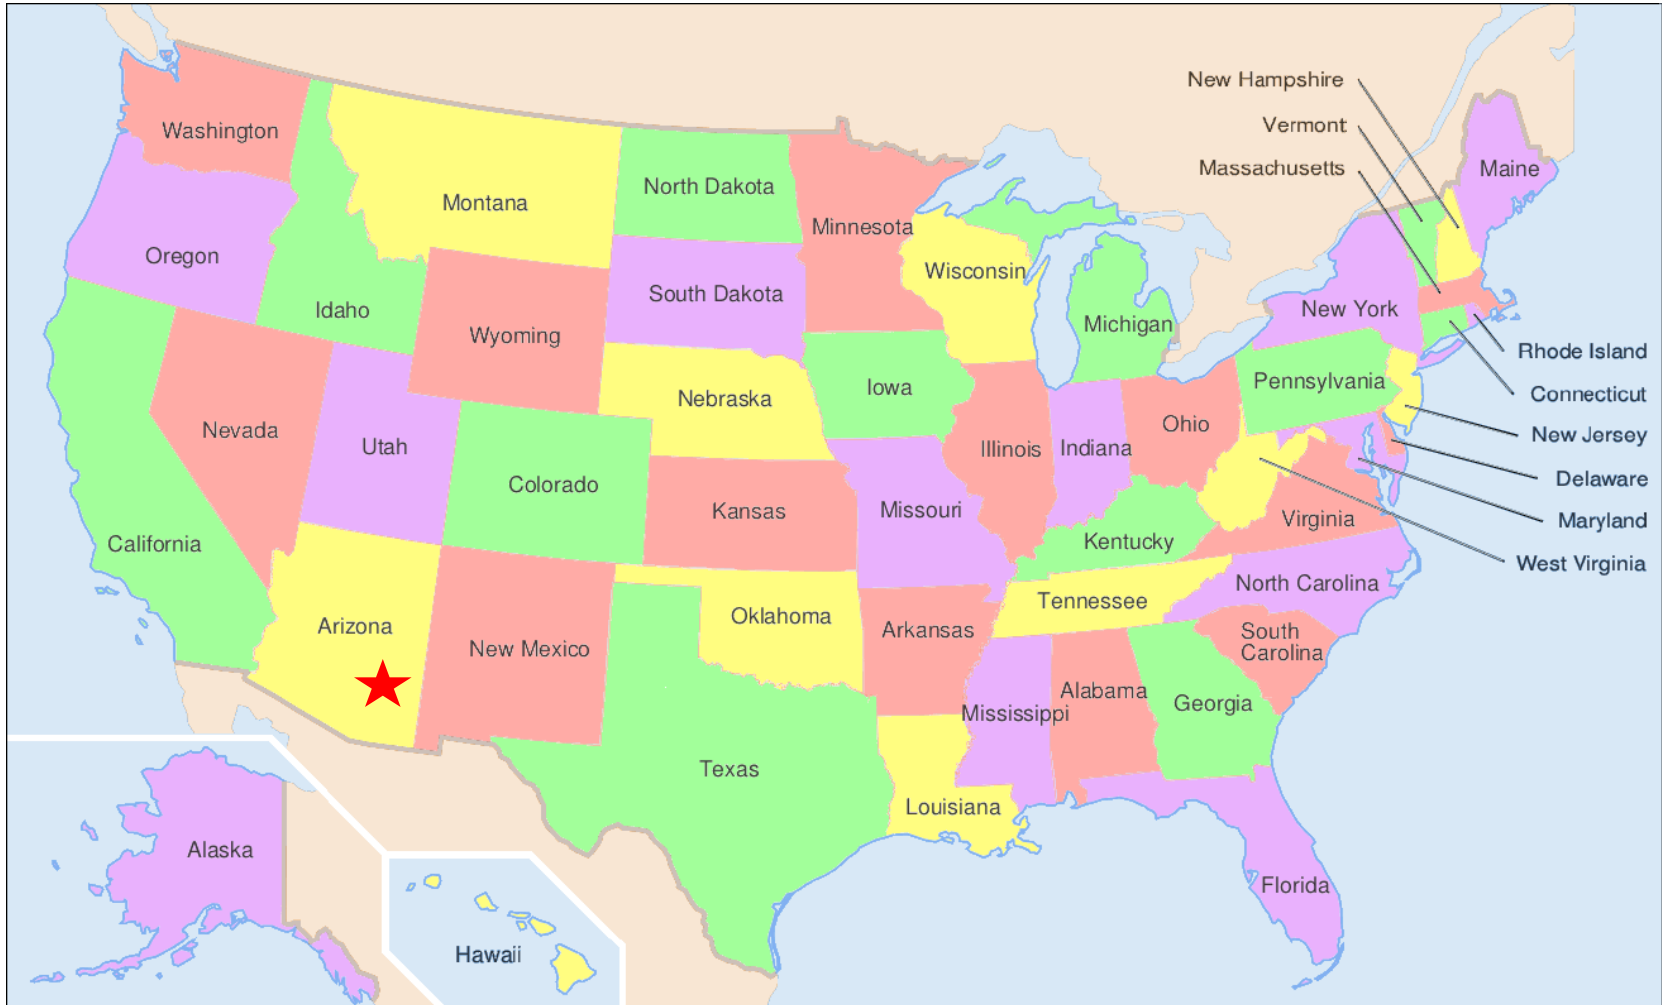 New Hampshire
Vermont
Massachusetts
Maine
Washington
Montana
North Dakota
Minnesota
Oregon
Idaho
Wisconsin
South Dakota
Wyoming
Michigan
New York
Rhode Island
Nebraska
Iowa
Pennsylvania
Connecticut
Nevada
Utah
Colorado
Illinois
Indiana
Ohio
New Jersey
Delaware
Kansas
Missouri
Virginia
Maryland
California
Kentucky
West Virginia
Arizona
New Mexico
Oklahoma
Arkansas
Tennessee
North Carolina
South
Carolina
Mississippi
Alabama
Georgia
Texas
Louisiana
Alaska
Florida
Hawaii